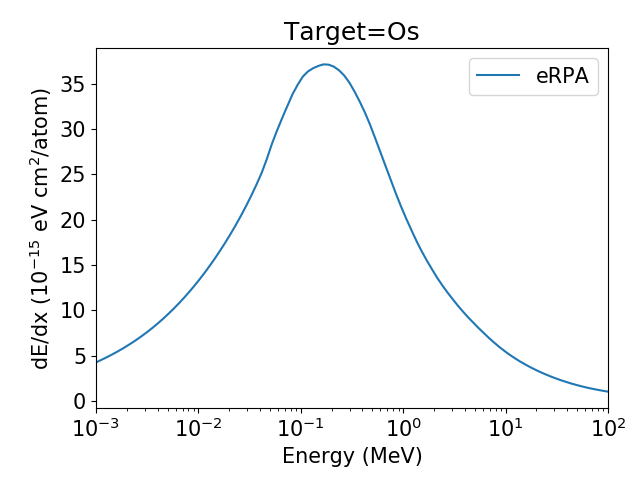 Target=Os
eRPA
dE/dx (10⁻¹⁵ eV cm²/atom)
35
30
25
20
15
10
5
0
10⁻³ 10⁻² 10⁻¹ 10⁰ 10¹ 10²
Energy (MeV)